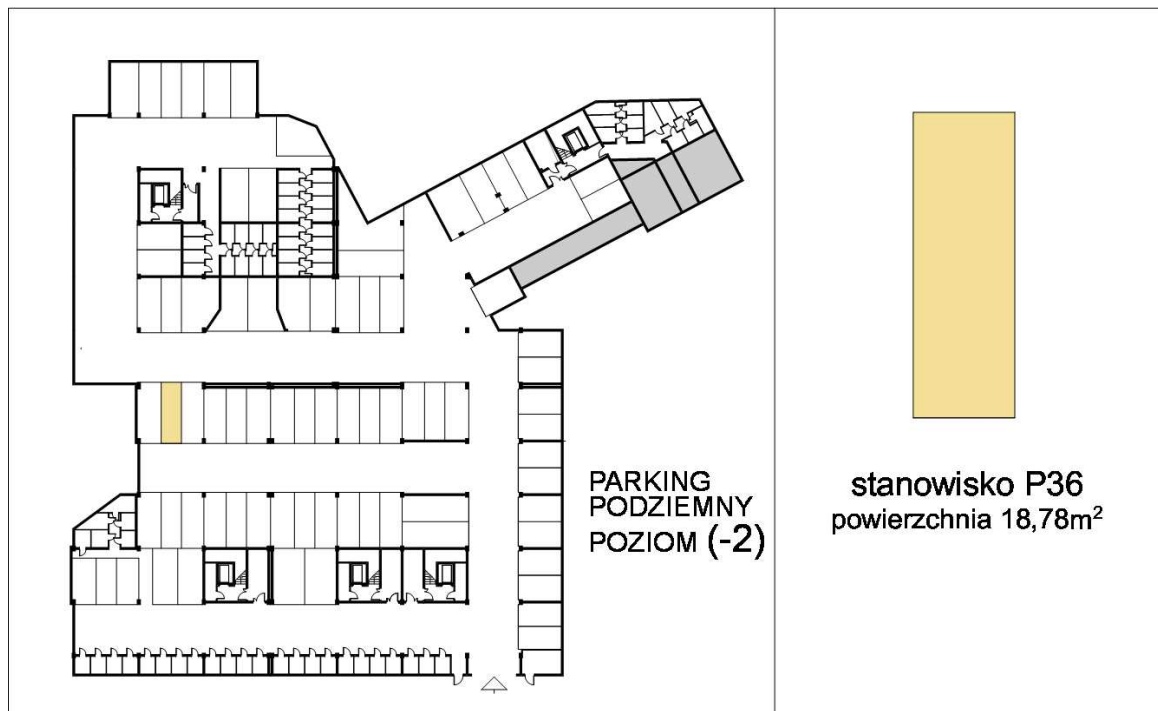 PARKING
PODZIEMNY
POZIOM (-2)
stanowisko P36
powierzchnia 18,78m²